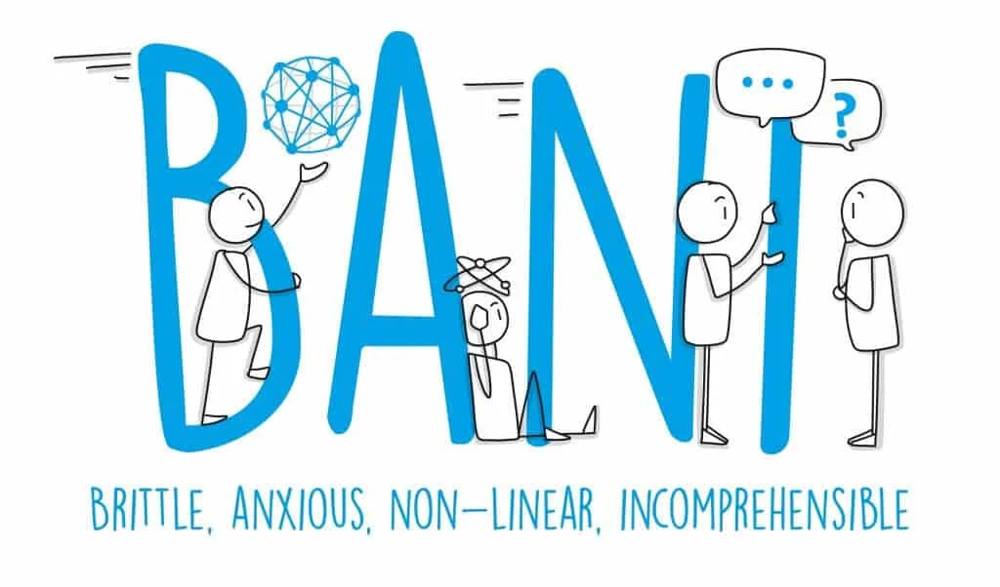 BANI
... ?
BRITTLE, ANXIOUS, NON-LINEAR, INCOMPREHENSIBLE